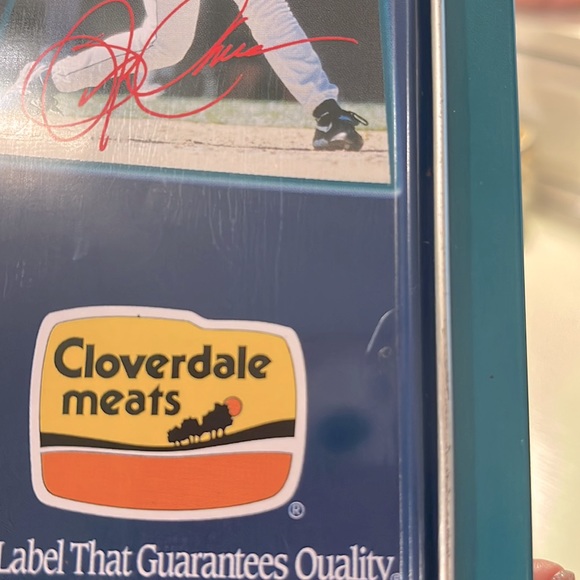 Cloverdale
meats
®
Label That Guarantees Quality